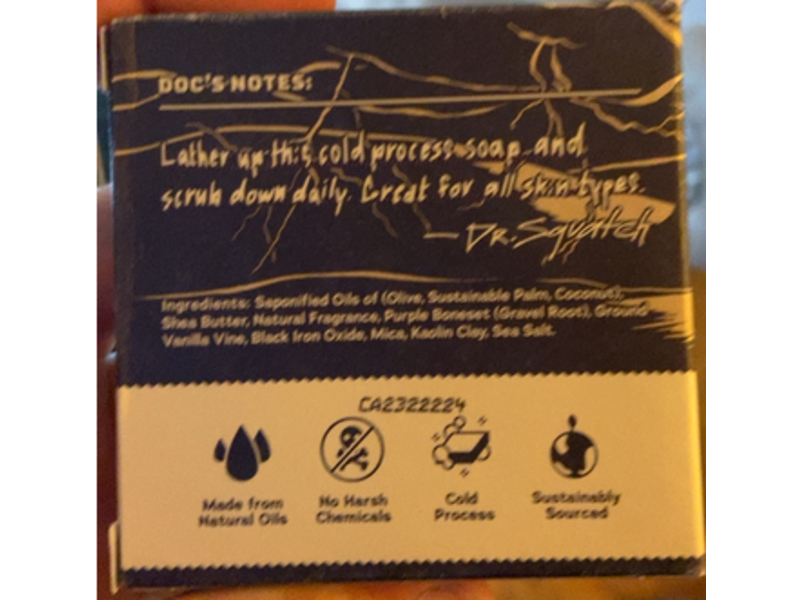 DOC'S NOTES:
Lather up this cold process soap and
scrub down daily. Great for all skin types.
— Dr. Squatch
Ingredients: Saponified Oils of (Olive, Sustainable Palm, Coconut),
Shea Butter, Natural Fragrance, Purple Boneset (Gravel Root), Ground
Vanilla Vine, Black Iron Oxide, Mica, Kaolin Clay, Sea Salt.
CA2322224
Made from
Natural Oils
No Harsh
Chemicals
Cold
Process
Sustainably
Sourced